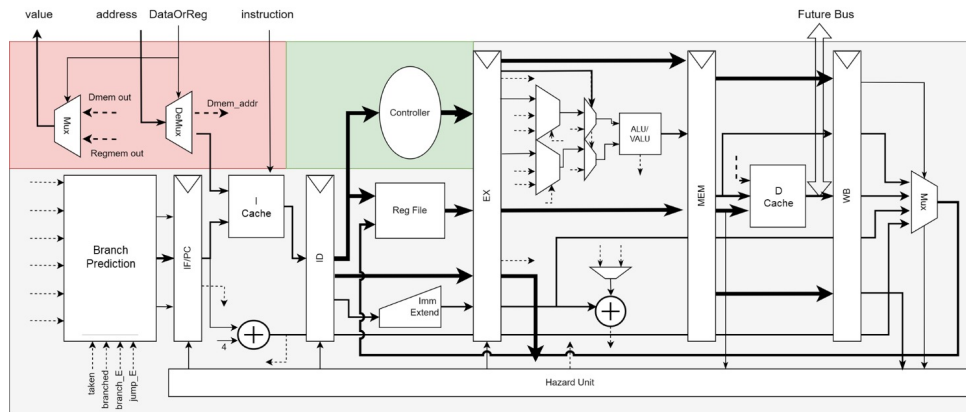 value
address
DataOrReg
instruction
Future Bus
Dmem out
Mux
DeMux
Dmem_addr
Regmem out
Controller
ALU/
VALU
I
Cache
Reg File
D
Cache
Branch
Prediction
IF/PC
ID
EX
MEM
WB
Mux
Imm
Extend
4
taken
branched
branch_E
jump_E
Hazard Unit